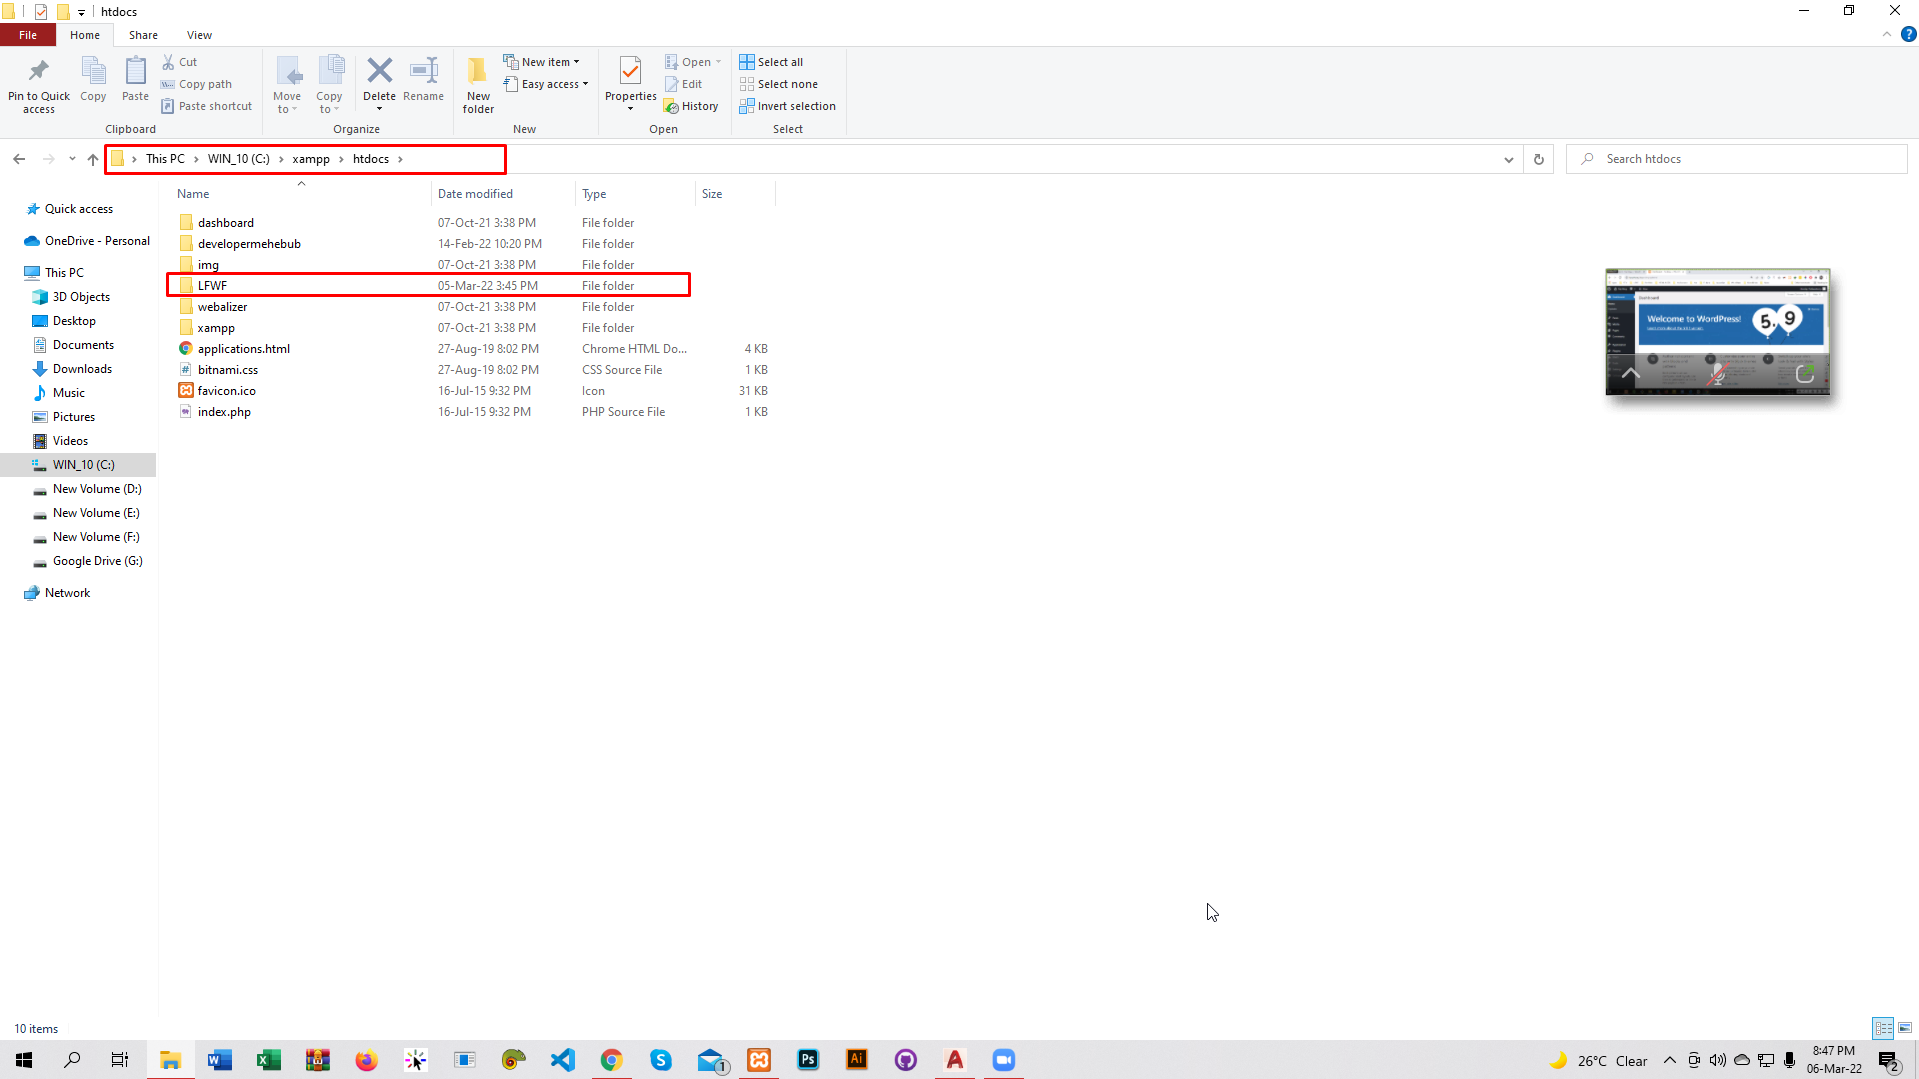 htdocs
File Home Share View
Pin to Quick access
Copy
Paste
Cut
Copy path
Paste shortcut
Clipboard
Move to
Copy to
Delete
Rename
Organize
New folder
New item
Easy access
New
Properties
Open
Edit
History
Open
Select all
Select none
Invert selection
Select
This PC > WIN_10 (C:) > xampp > htdocs >
Search htdocs
Quick access
OneDrive - Personal
This PC
3D Objects
Desktop
Documents
Downloads
Music
Pictures
Videos
WIN_10 (C:)
New Volume (D:)
New Volume (E:)
New Volume (F:)
Google Drive (G:)
Network
Name Date modified Type Size
dashboard 07-Oct-21 3:38 PM File folder
developermehebub 14-Feb-22 10:20 PM File folder
img 07-Oct-21 3:38 PM File folder
LFWF 05-Mar-22 3:45 PM File folder
webalizer 07-Oct-21 3:38 PM File folder
xampp 07-Oct-21 3:38 PM File folder
applications.html 27-Aug-19 8:02 PM Chrome HTML Do... 4 KB
bitnami.css 27-Aug-19 8:02 PM CSS Source File 1 KB
favicon.ico 16-Jul-15 9:32 PM Icon 31 KB
index.php 16-Jul-15 9:32 PM PHP Source File 1 KB
Welcome to WordPress!
5.9
10 items
1
Ps
Ai
26°C Clear
8:47 PM
06-Mar-22
2